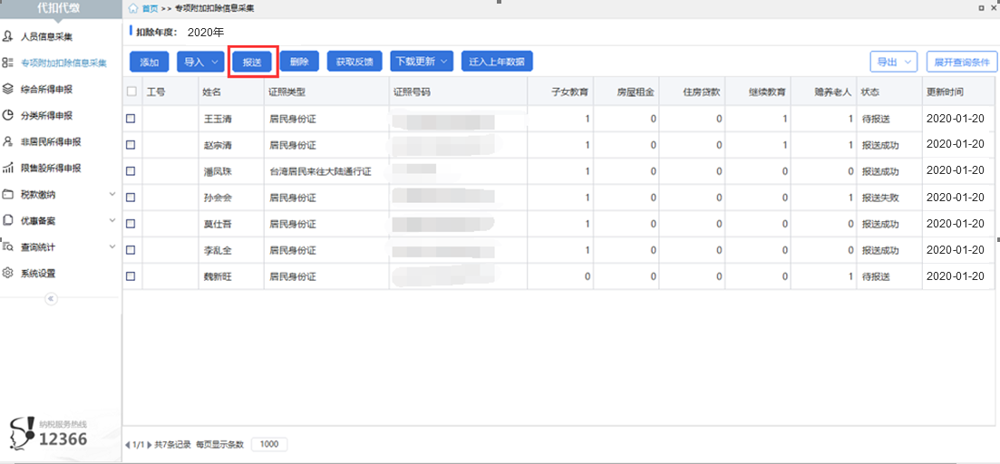 代扣代缴
首页 >> 专项附加扣除信息采集
扣除年度： 2020年
人员信息采集
专项附加扣除信息采集
综合所得申报
分类所得申报
非居民所得申报
限售股所得申报
税款缴纳
优惠备案
查询统计
系统设置
纳税服务热线
12366
添加 导入 报送 删除 获取反馈 下载更新 迁入上年数据 导出 展开查询条件
工号 姓名 证照类型 证照号码 子女教育 房屋租金 住房贷款 继续教育 赡养老人 状态 更新时间
王玉清 居民身份证 1 0 0 1 1 待报送 2020-01-20
赵宗清 居民身份证 1 0 0 1 1 报送成功 2020-01-20
潘凤珠 台湾居民来往大陆通行证 1 0 0 0 0 报送成功 2020-01-20
孙会会 居民身份证 1 0 0 0 1 报送失败 2020-01-20
莫仕吾 居民身份证 1 0 0 0 0 报送成功 2020-01-20
李乱全 居民身份证 1 0 0 0 0 报送成功 2020-01-20
魏新旺 居民身份证 0 0 0 0 1 待报送 2020-01-20
1/1 共7条记录 每页显示条数 1000